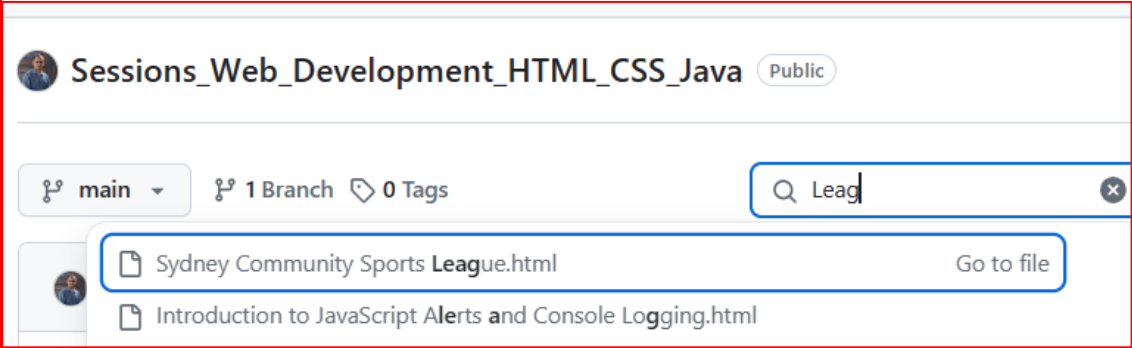 Sessions_Web_Development_HTML_CSS_Java Public
main 1 Branch 0 Tags Leag
Sydney Community Sports League.html Go to file
Introduction to JavaScript Alerts and Console Logging.html